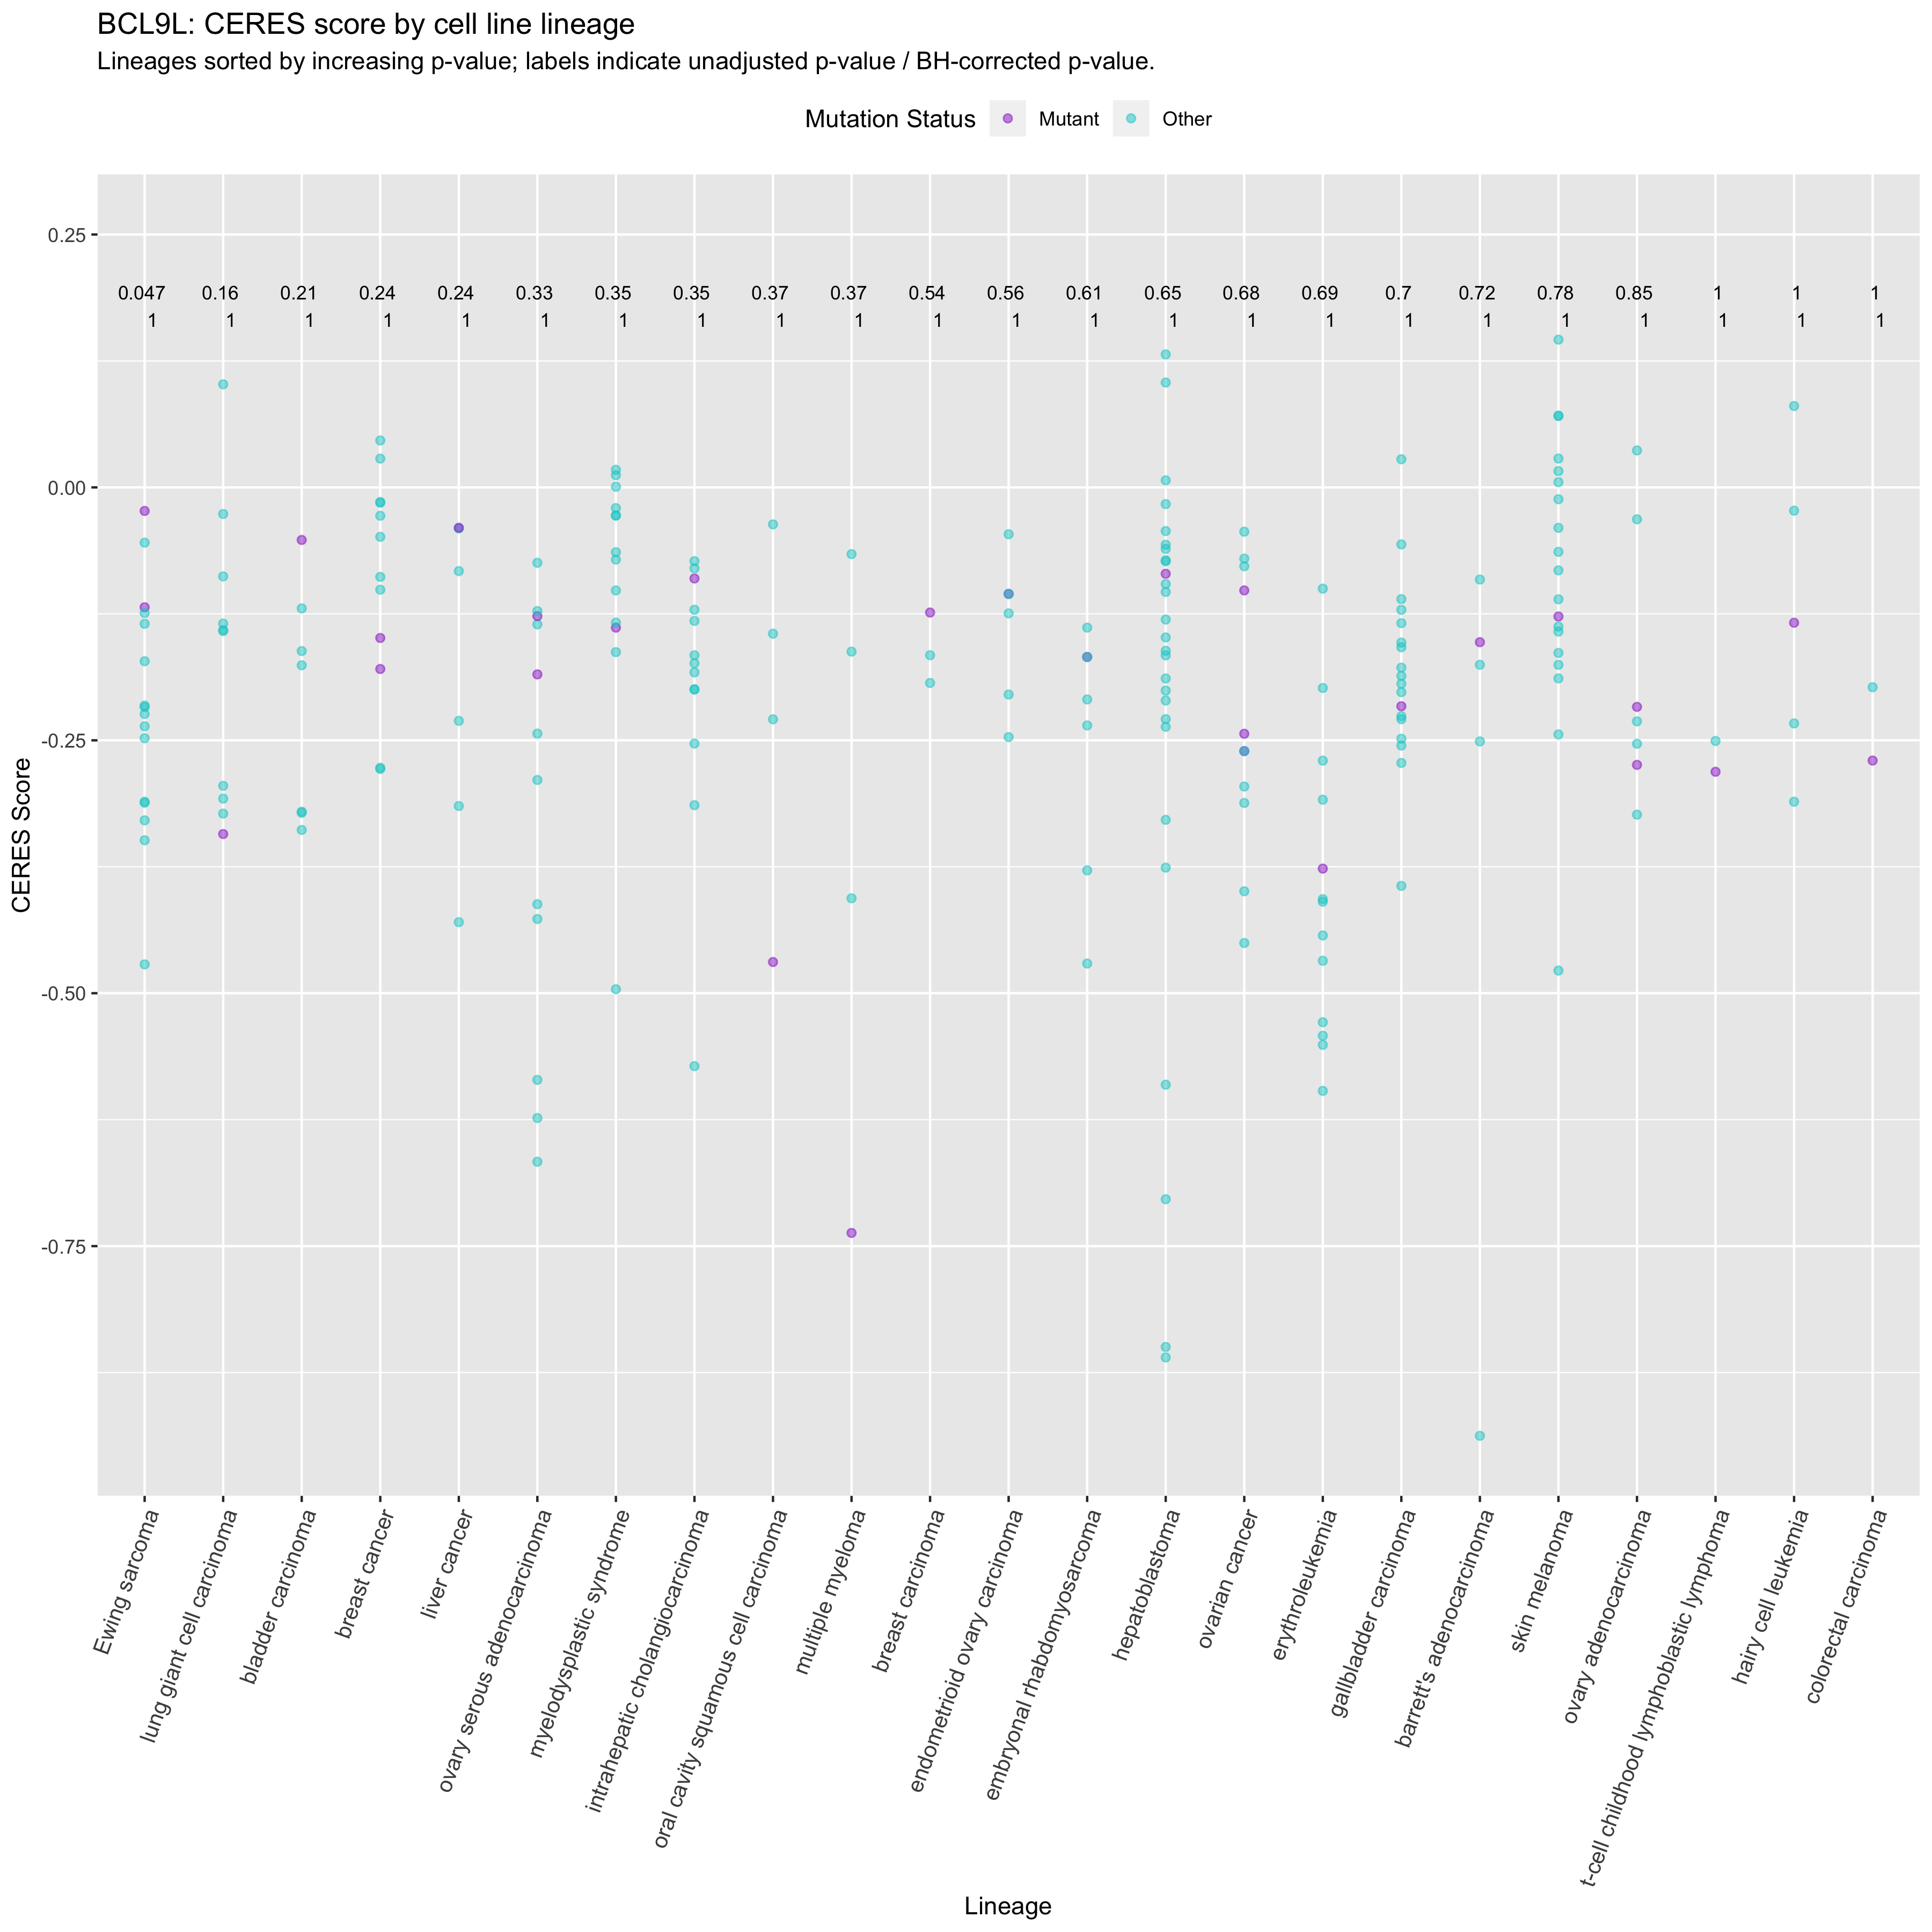 BCL9L: CERES score by cell line lineage
Lineages sorted by increasing p-value; labels indicate unadjusted p-value / BH-corrected p-value.
Mutation Status Mutant Other
0.25
0.047 0.16 0.21 0.24 0.24 0.33 0.35 0.35 0.37 0.37 0.54 0.56 0.61 0.65 0.68 0.69 0.7 0.72 0.78 0.85 1 1 1
1 1 1 1 1 1 1 1 1 1 1 1 1 1 1 1 1 1 1 1 1 1 1
0.00
-0.25
-0.50
-0.75
CERES Score
Ewing sarcoma
lung giant cell carcinoma
bladder carcinoma
breast cancer
liver cancer
ovary serous adenocarcinoma
myelodysplastic syndrome
intrahepatic cholangiocarcinoma
oral cavity squamous cell carcinoma
multiple myeloma
breast carcinoma
endometrioid ovary carcinoma
embryonal rhabdomyosarcoma
hepatoblastoma
ovarian cancer
erythroleukemia
gallbladder carcinoma
barrett's adenocarcinoma
skin melanoma
ovary adenocarcinoma
t-cell childhood lymphoblastic lymphoma
hairy cell leukemia
colorectal carcinoma
Lineage